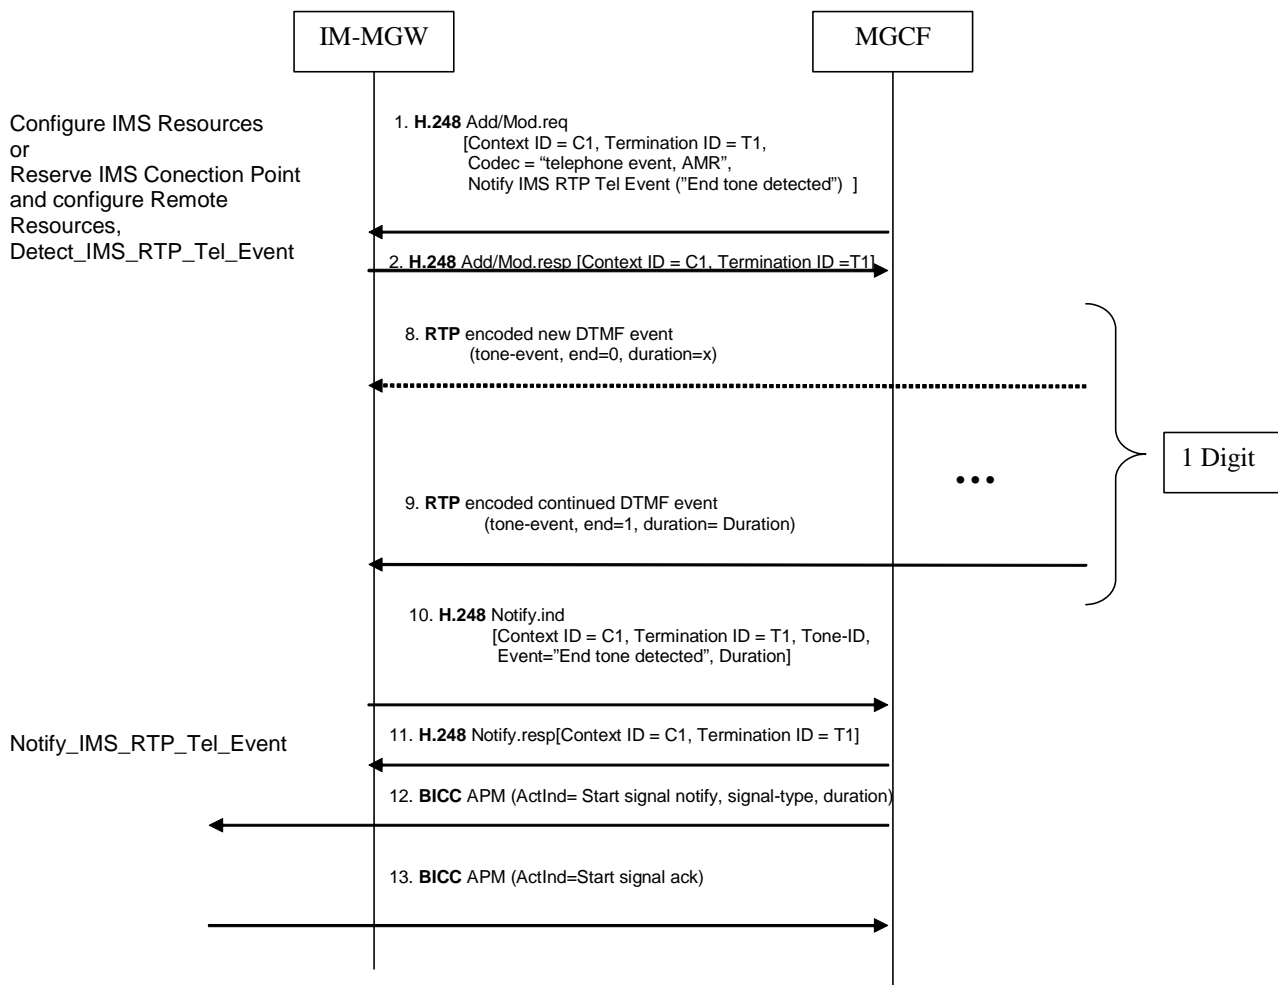 IM-MGW
MGCF
Configure IMS Resources
or
Reserve IMS Conection Point
and configure Remote
Resources,
Detect_IMS_RTP_Tel_Event
1. H.248 Add/Mod.req
[Context ID = C1, Termination ID = T1,
Codec = “telephone event, AMR”,
Notify IMS RTP Tel Event (”End tone detected”) ]
2. H.248 Add/Mod.resp [Context ID = C1, Termination ID =T1]
8. RTP encoded new DTMF event
(tone-event, end=0, duration=x)
1 Digit
...
9. RTP encoded continued DTMF event
(tone-event, end=1, duration= Duration)
10. H.248 Notify.ind
[Context ID = C1, Termination ID = T1, Tone-ID,
Event=”End tone detected”, Duration]
Notify_IMS_RTP_Tel_Event
11. H.248 Notify.resp[Context ID = C1, Termination ID = T1]
12. BICC APM (ActInd= Start signal notify, signal-type, duration)
13. BICC APM (ActInd=Start signal ack)